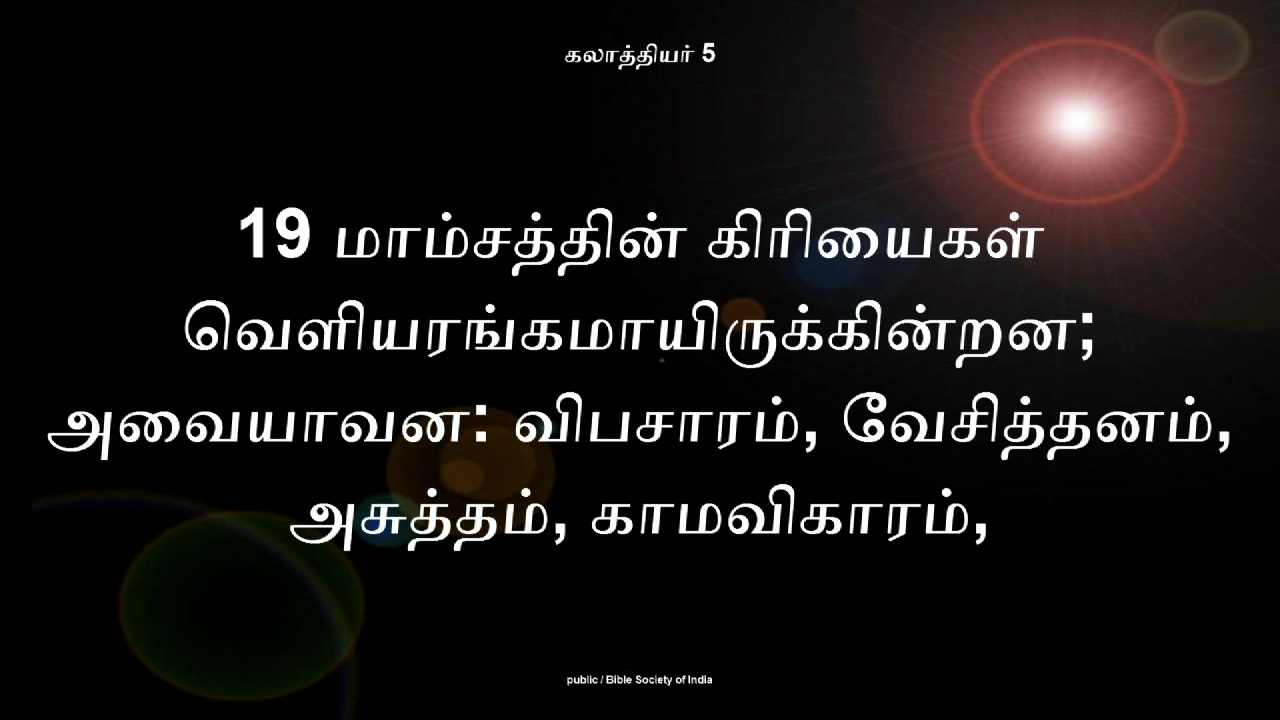 கலாத்தியர் 5
19 மாம்சத்தின் கிரியைகள்
வெளியரங்கமாயிருக்கின்றன;
அவையாவன: விபசாரம், வேசித்தனம்,
அசுத்தம், காமவிகாரம்,
public / Bible Society of India